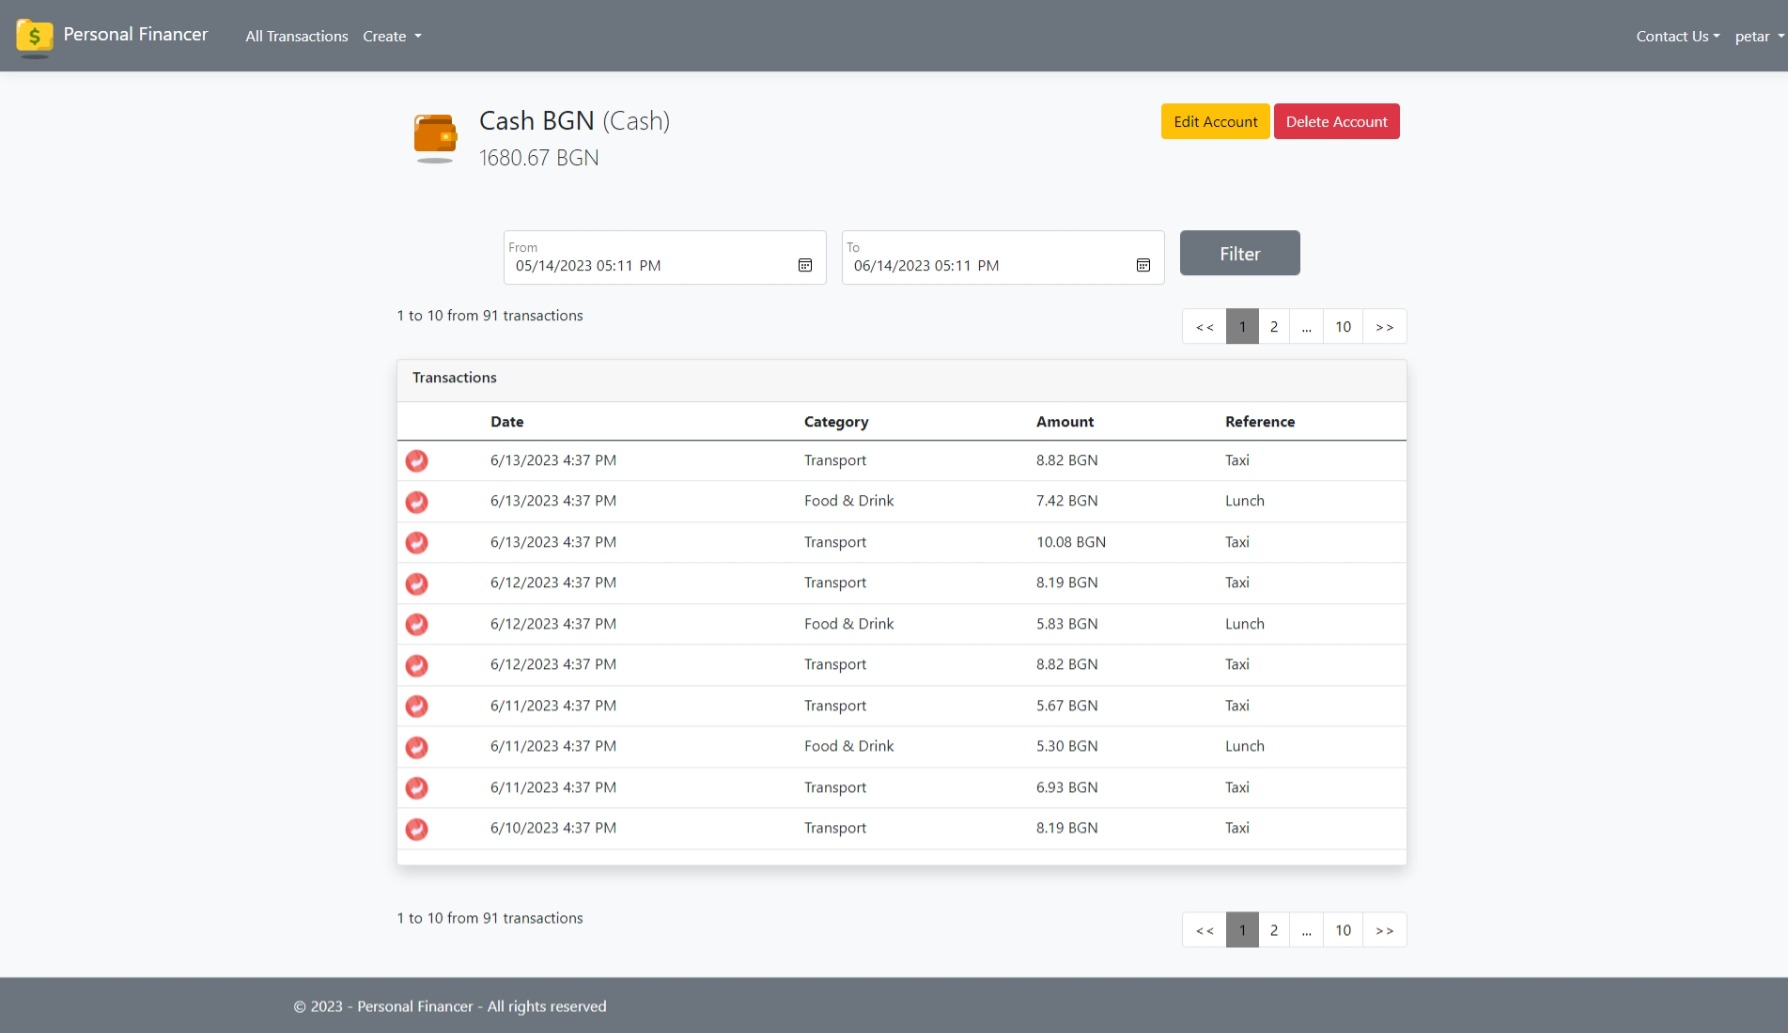 Personal Financer All Transactions Create Contact Us petar
Cash BGN (Cash) Edit Account Delete Account
1680.67 BGN
From To
05/14/2023 05:11 PM 06/14/2023 05:11 PM Filter
1 to 10 from 91 transactions << 1 2 ... 10 >>
Transactions
Date Category Amount Reference
6/13/2023 4:37 PM Transport 8.82 BGN Taxi
6/13/2023 4:37 PM Food & Drink 7.42 BGN Lunch
6/13/2023 4:37 PM Transport 10.08 BGN Taxi
6/12/2023 4:37 PM Transport 8.19 BGN Taxi
6/12/2023 4:37 PM Food & Drink 5.83 BGN Lunch
6/12/2023 4:37 PM Transport 8.82 BGN Taxi
6/11/2023 4:37 PM Transport 5.67 BGN Taxi
6/11/2023 4:37 PM Food & Drink 5.30 BGN Lunch
6/11/2023 4:37 PM Transport 6.93 BGN Taxi
6/10/2023 4:37 PM Transport 8.19 BGN Taxi
1 to 10 from 91 transactions << 1 2 ... 10 >>
© 2023 - Personal Financer - All rights reserved